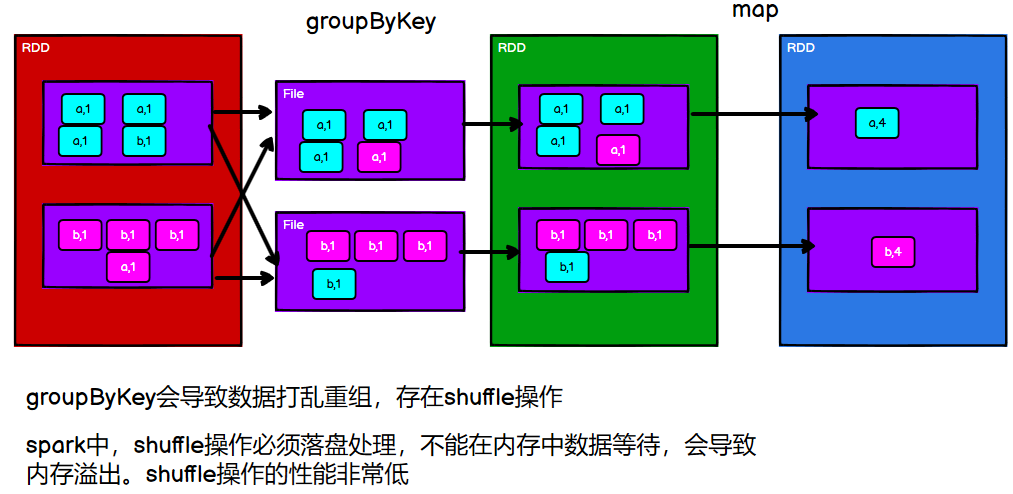 groupByKey
map
RDD
a,1 a,1
a,1 b,1
b,1 b,1 b,1
a,1
File
a,1 a,1
a,1 a,1
File
b,1 b,1 b,1
b,1
RDD
a,1 a,1
a,1 a,1
b,1 b,1 b,1
b,1
RDD
a,4
b,4
groupByKey会导致数据打乱重组，存在shuffle操作
spark中，shuffle操作必须落盘处理，不能在内存中数据等待，会导致
内存溢出。shuffle操作的性能非常低